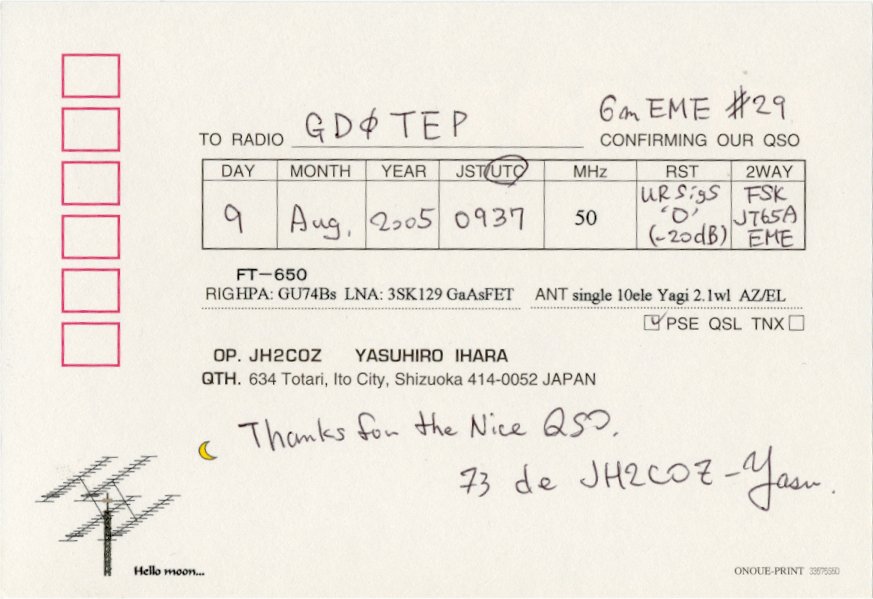 6m EME #29
TO RADIO GDØTEP CONFIRMING OUR QSO
DAY MONTH YEAR JST/UTC MHz RST 2WAY
9 Aug. 2005 0937 50 UR Sigs 'O' (-20dB) FSK JT65A EME
FT-650
RIG HPA: GU74Bs LNA: 3SK129 GaAsFET ANT single 10ele Yagi 2.1wl AZ/EL
PSE QSL TNX
OP. JH2COZ YASUHIRO IHARA
QTH. 634 Totari, Ito City, Shizuoka 414-0052 JAPAN
Thanks for the Nice QSO.
73 de JH2COZ-Yasu.
Hello moon...
ONOUE-PRINT